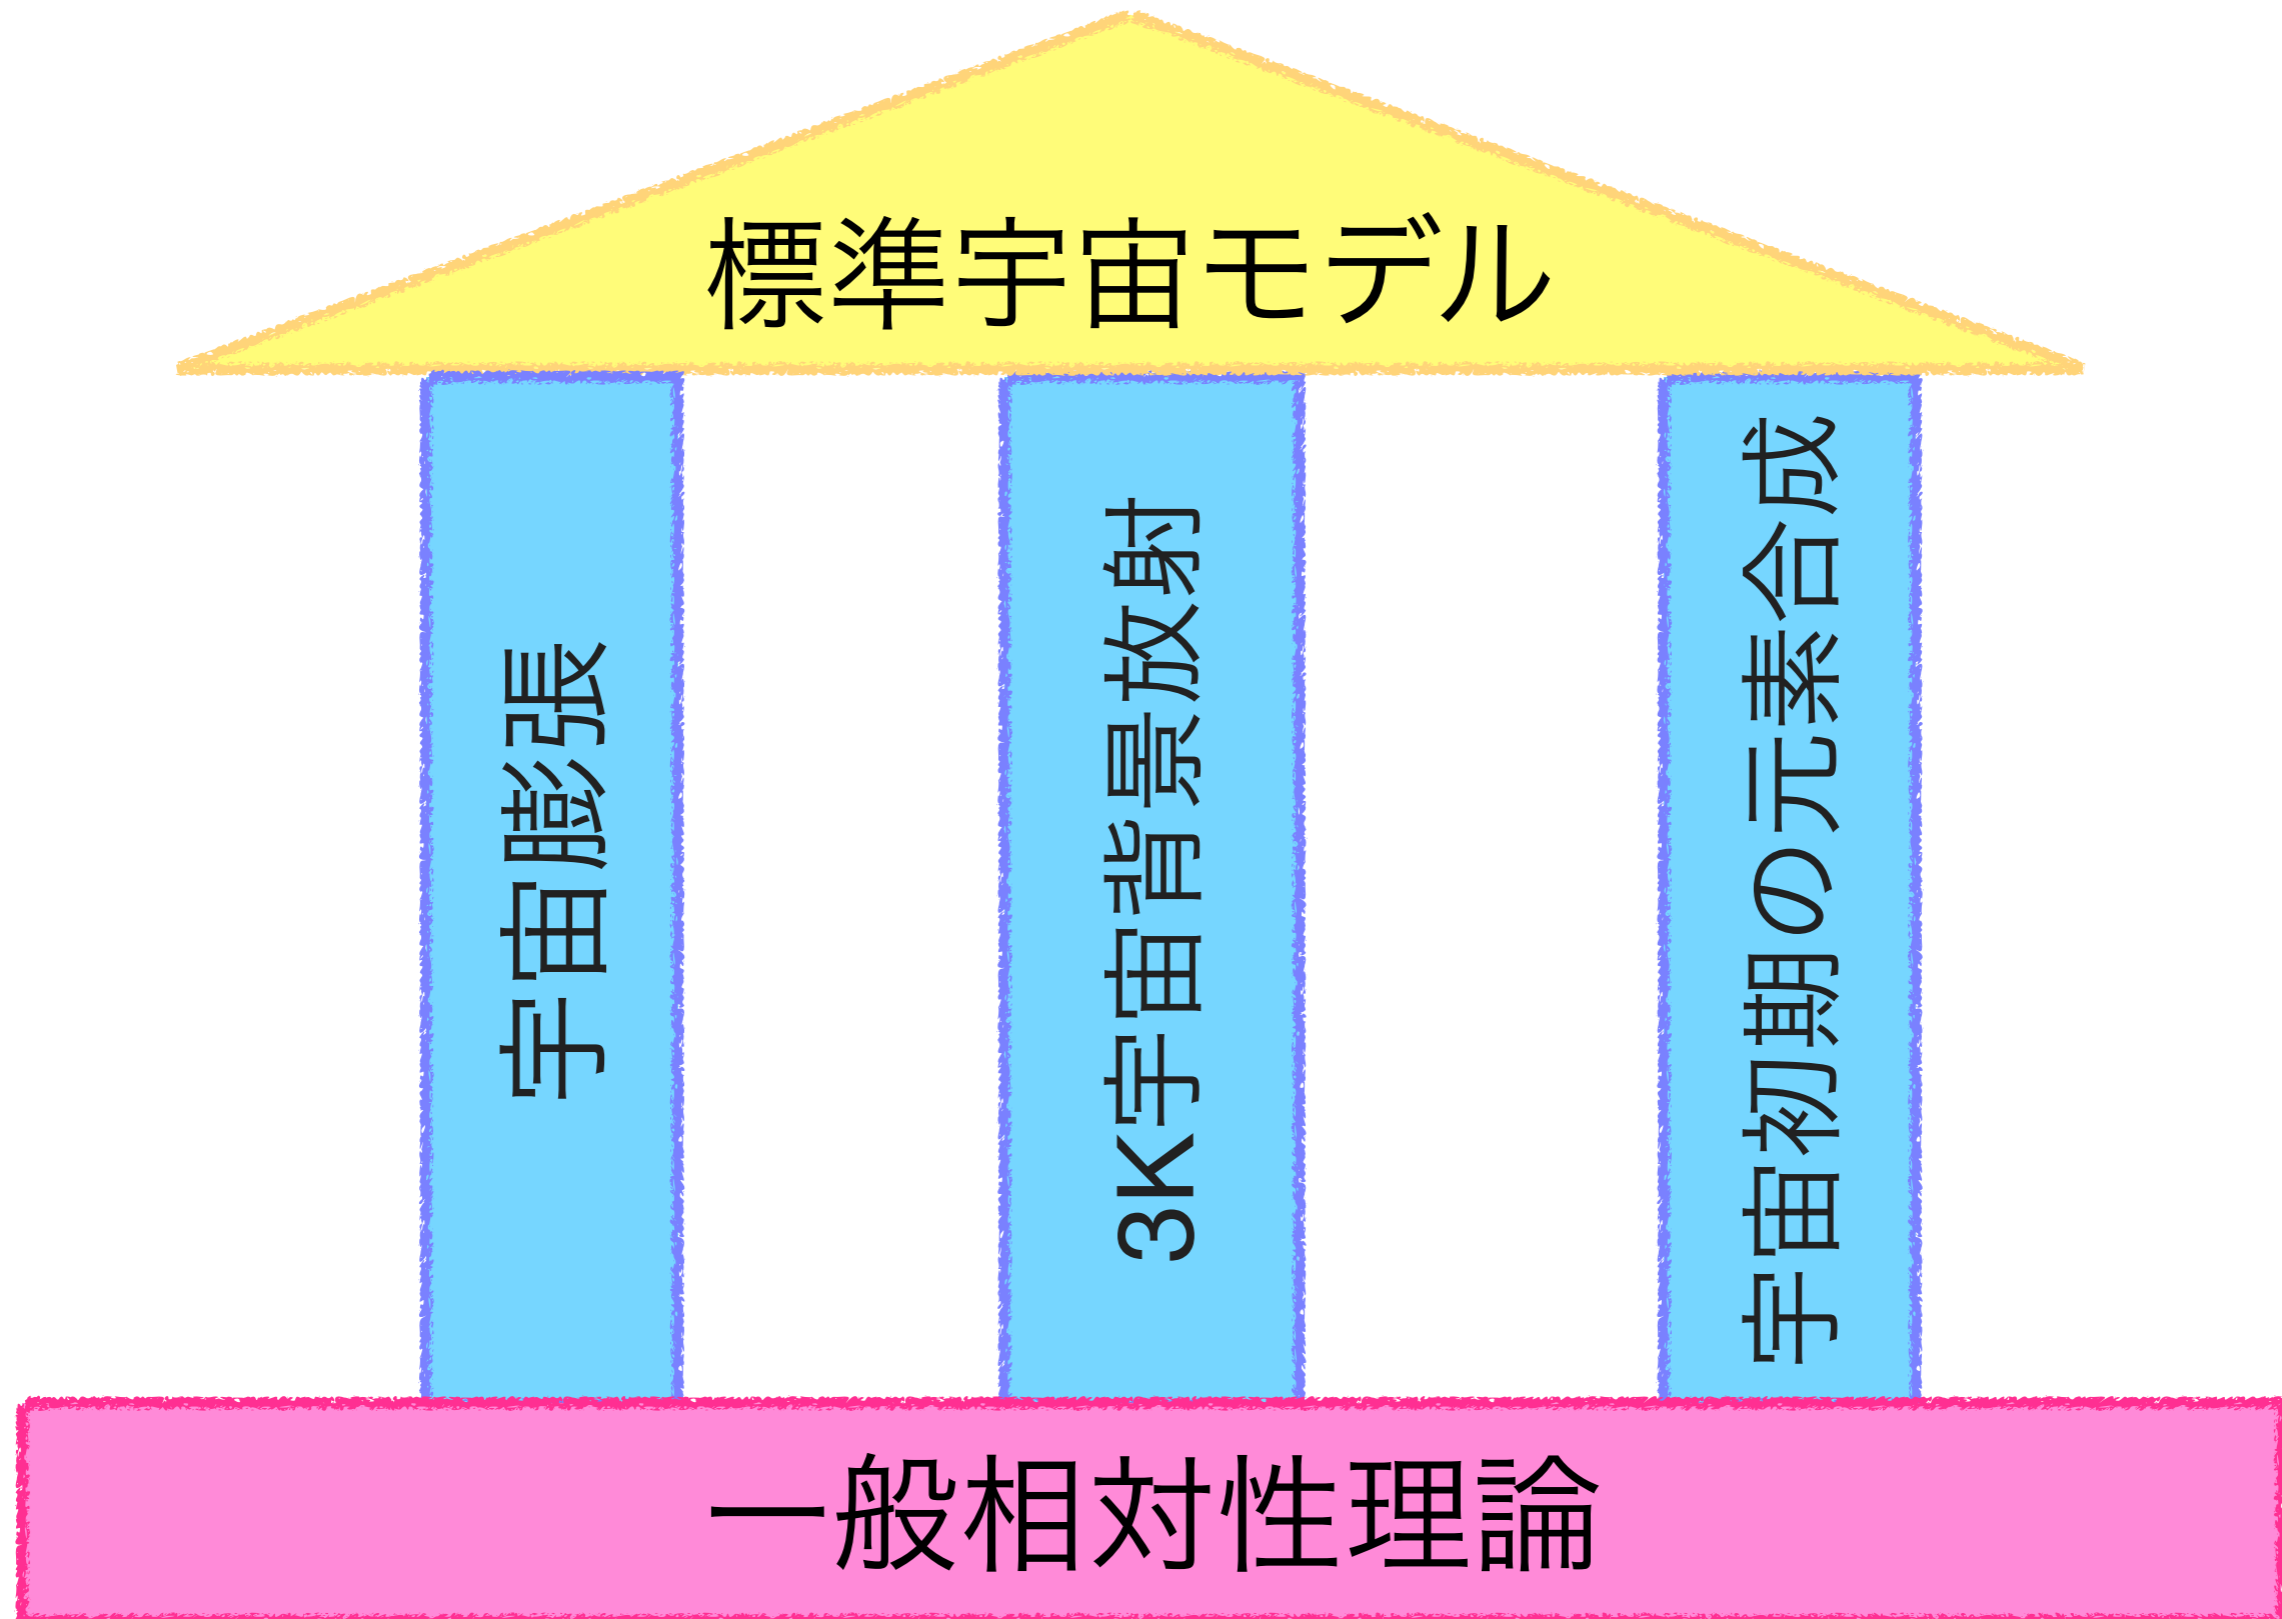 標準宇宙モデル
宇宙膨張
3K宇宙背景放射
宇宙初期の元素合成
一般相対性理論